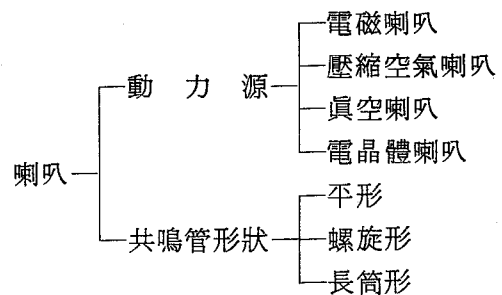 喇叭
動力源
電磁喇叭
壓縮空氣喇叭
眞空喇叭
電晶體喇叭
共鳴管形狀
平形
螺旋形
長筒形